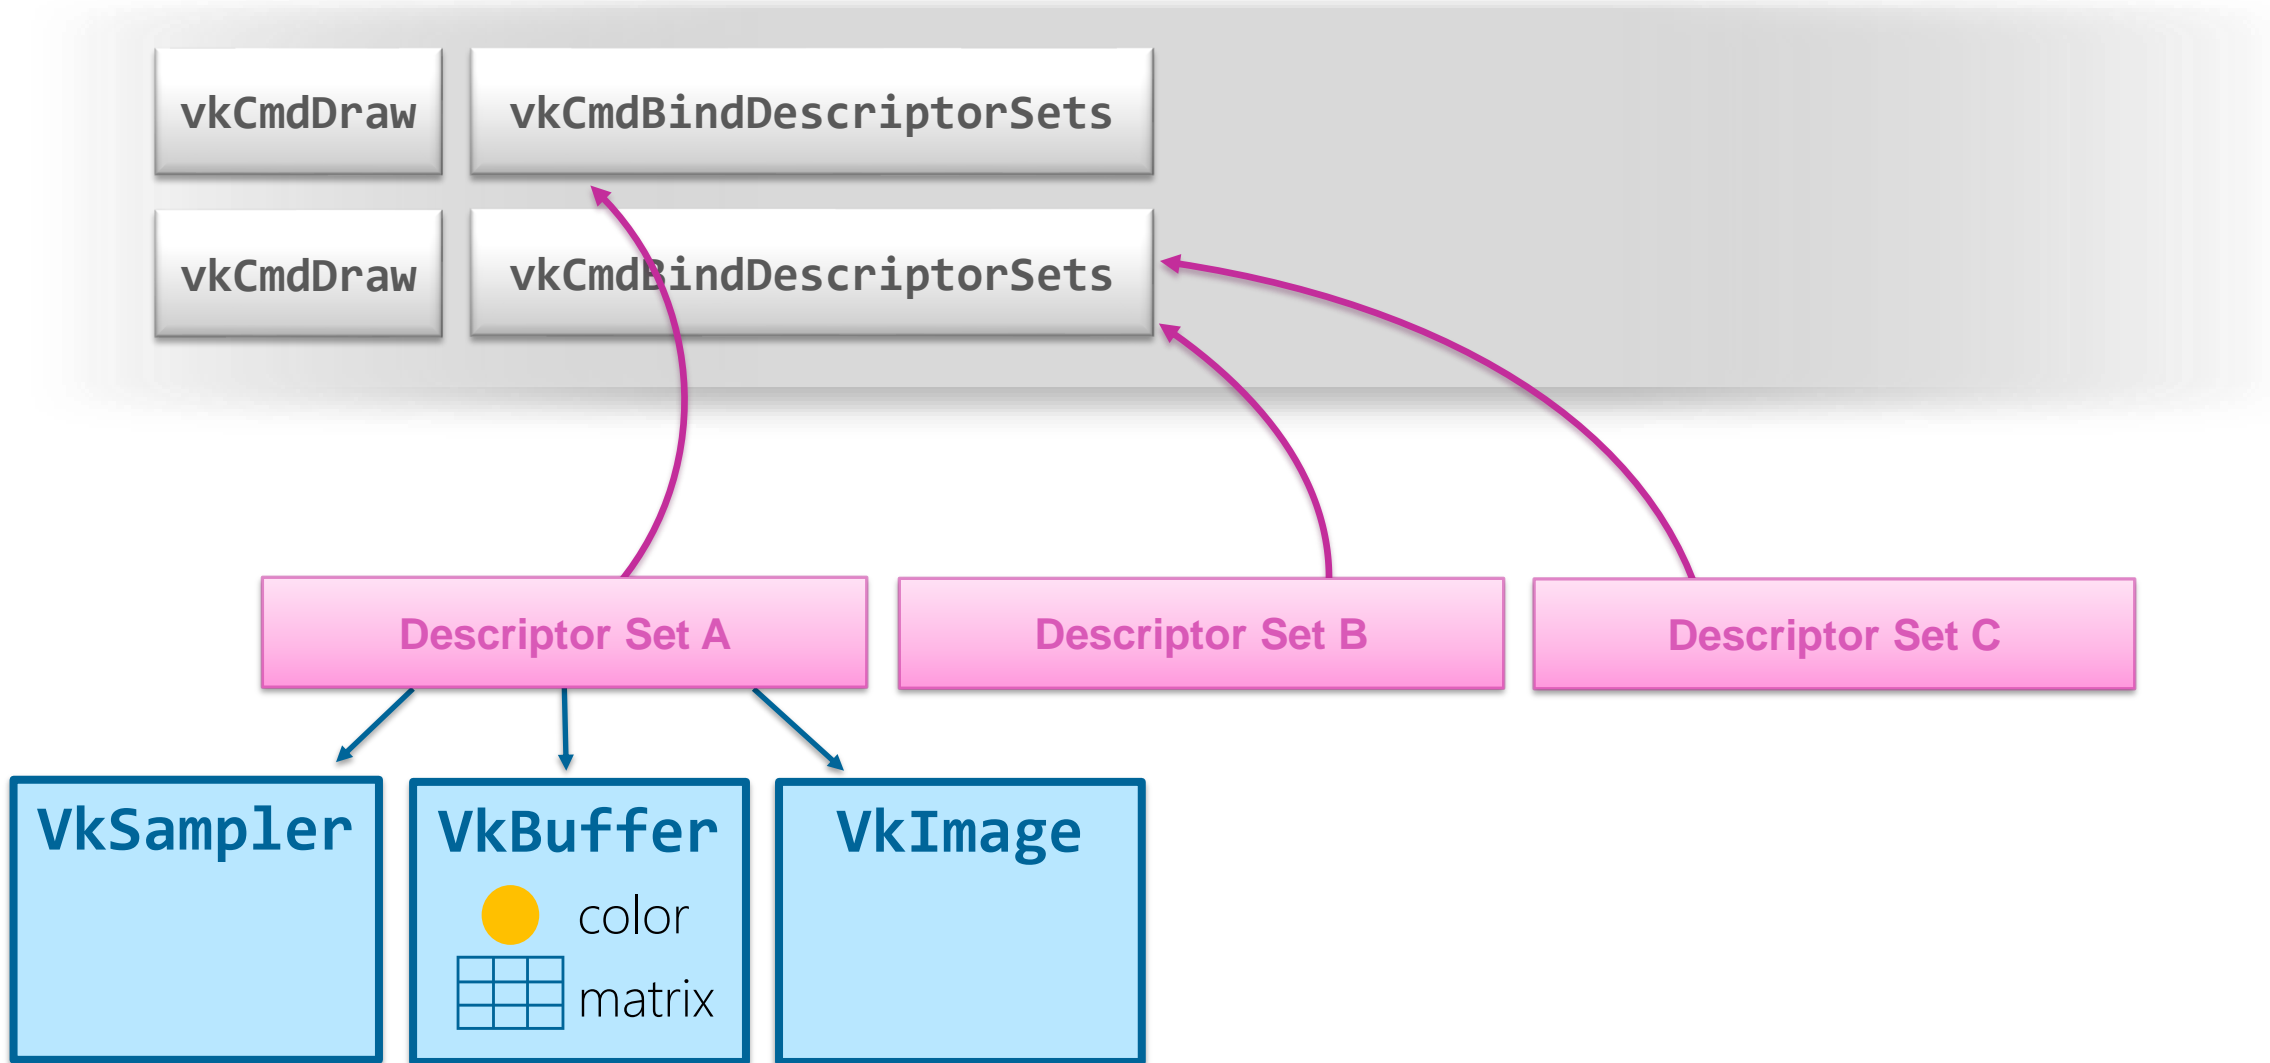 vkCmdDraw
vkCmdBindDescriptorSets
vkCmdDraw
vkCmdBindDescriptorSets
Descriptor Set A
Descriptor Set B
Descriptor Set C
VkSampler
VkBuffer
color
matrix
VkImage